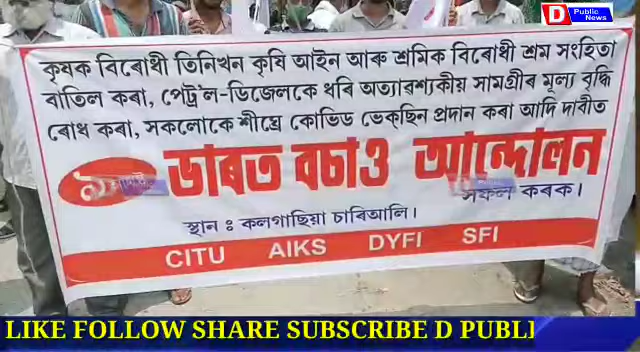 D Public News
কৃষক বিৰোধী তিনিখন কৃষি আইন আৰু শ্ৰমিক বিৰোধী শ্ৰম সংহিতা
বাতিল কৰা, পেট্ৰ'ল-ডিজেলকে ধৰি অত্যাৱশ্যকীয় সামগ্ৰীৰ মূল্য বৃদ্ধি
ৰোধ কৰা, সকলোকে শীঘ্ৰে কোভিড ভেক্‌ছিন প্ৰদান কৰা আদি দাবীত
ভাৰত বচাও আন্দোলন
সফল কৰক।
স্থান : কলগাছিয়া চাৰিআলি।
CITU AIKS DYFI SFI
LIKE FOLLOW SHARE SUBSCRIBE D PUBLI